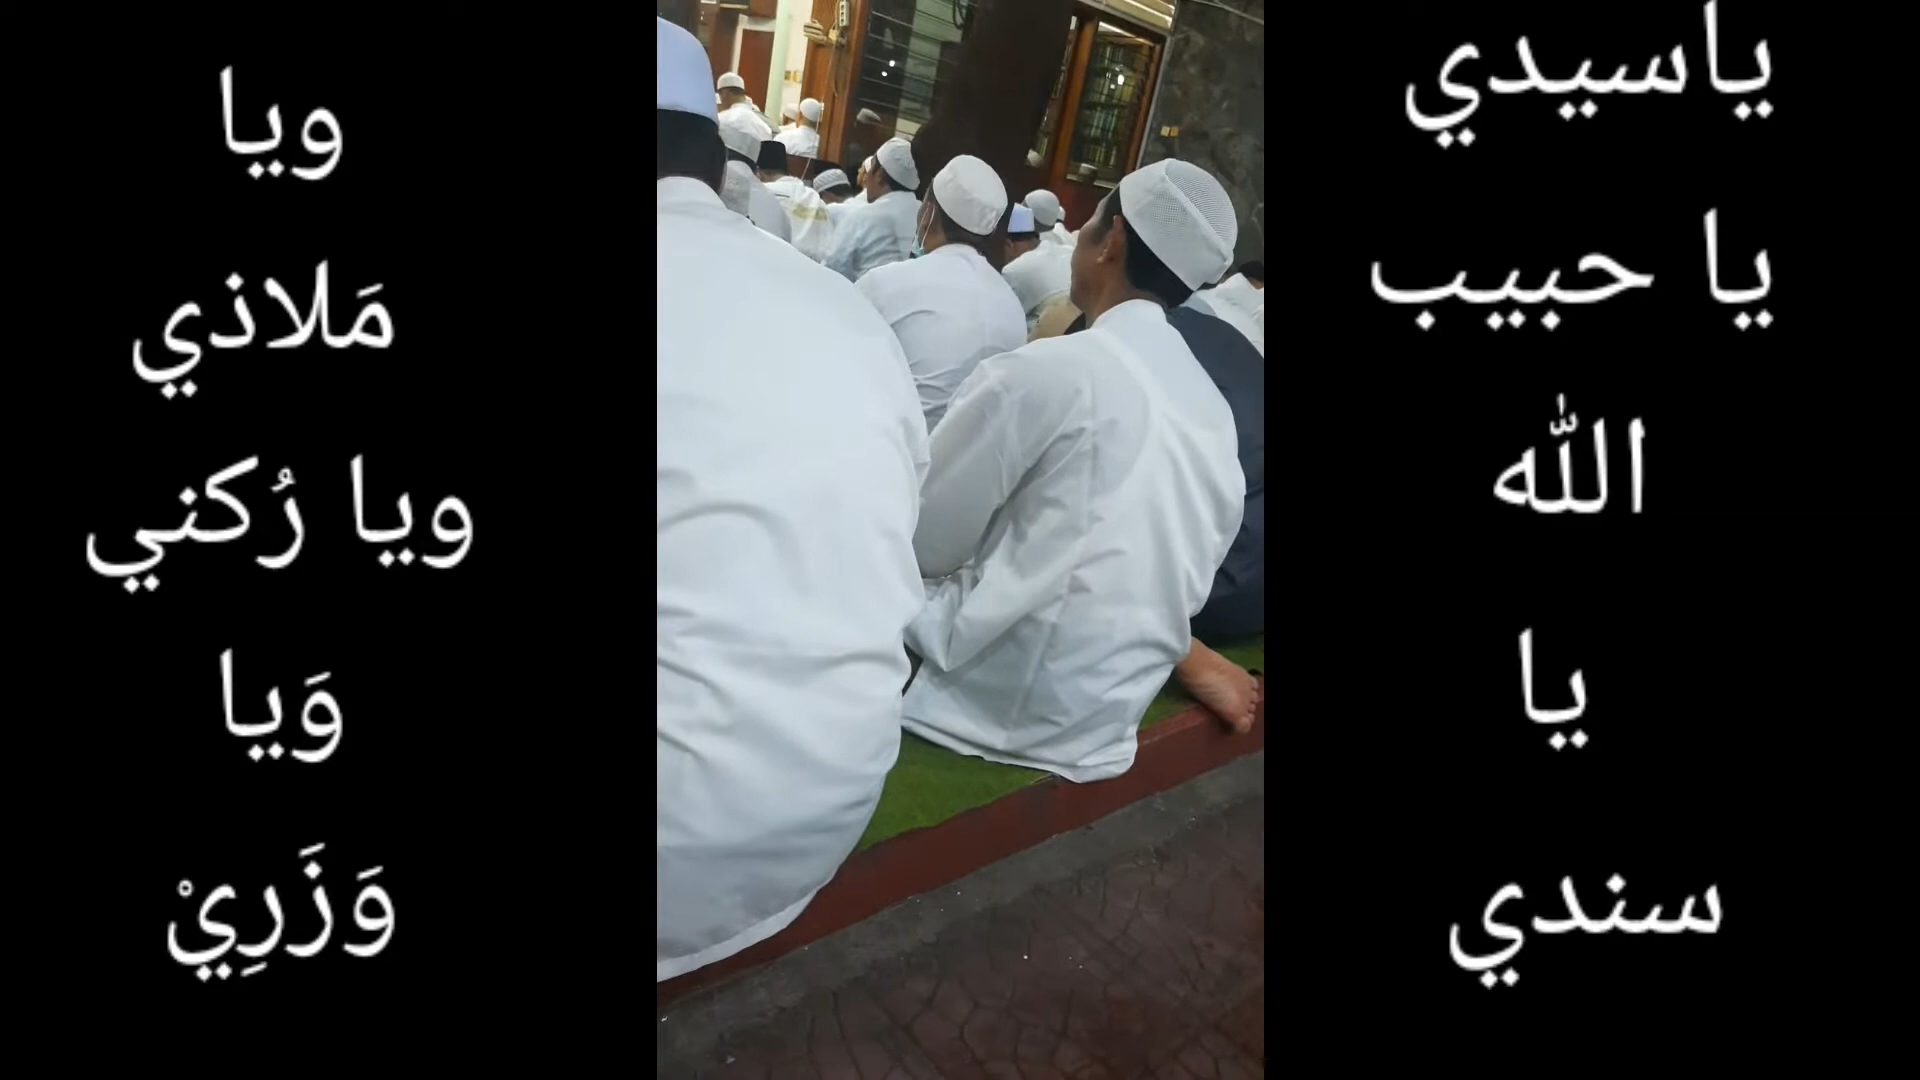 ياسيدي
يا حبيب
الله
يا
سندي
ويا
مَلاذي
ويا رُكني
وَيا
وَزَرِيْ